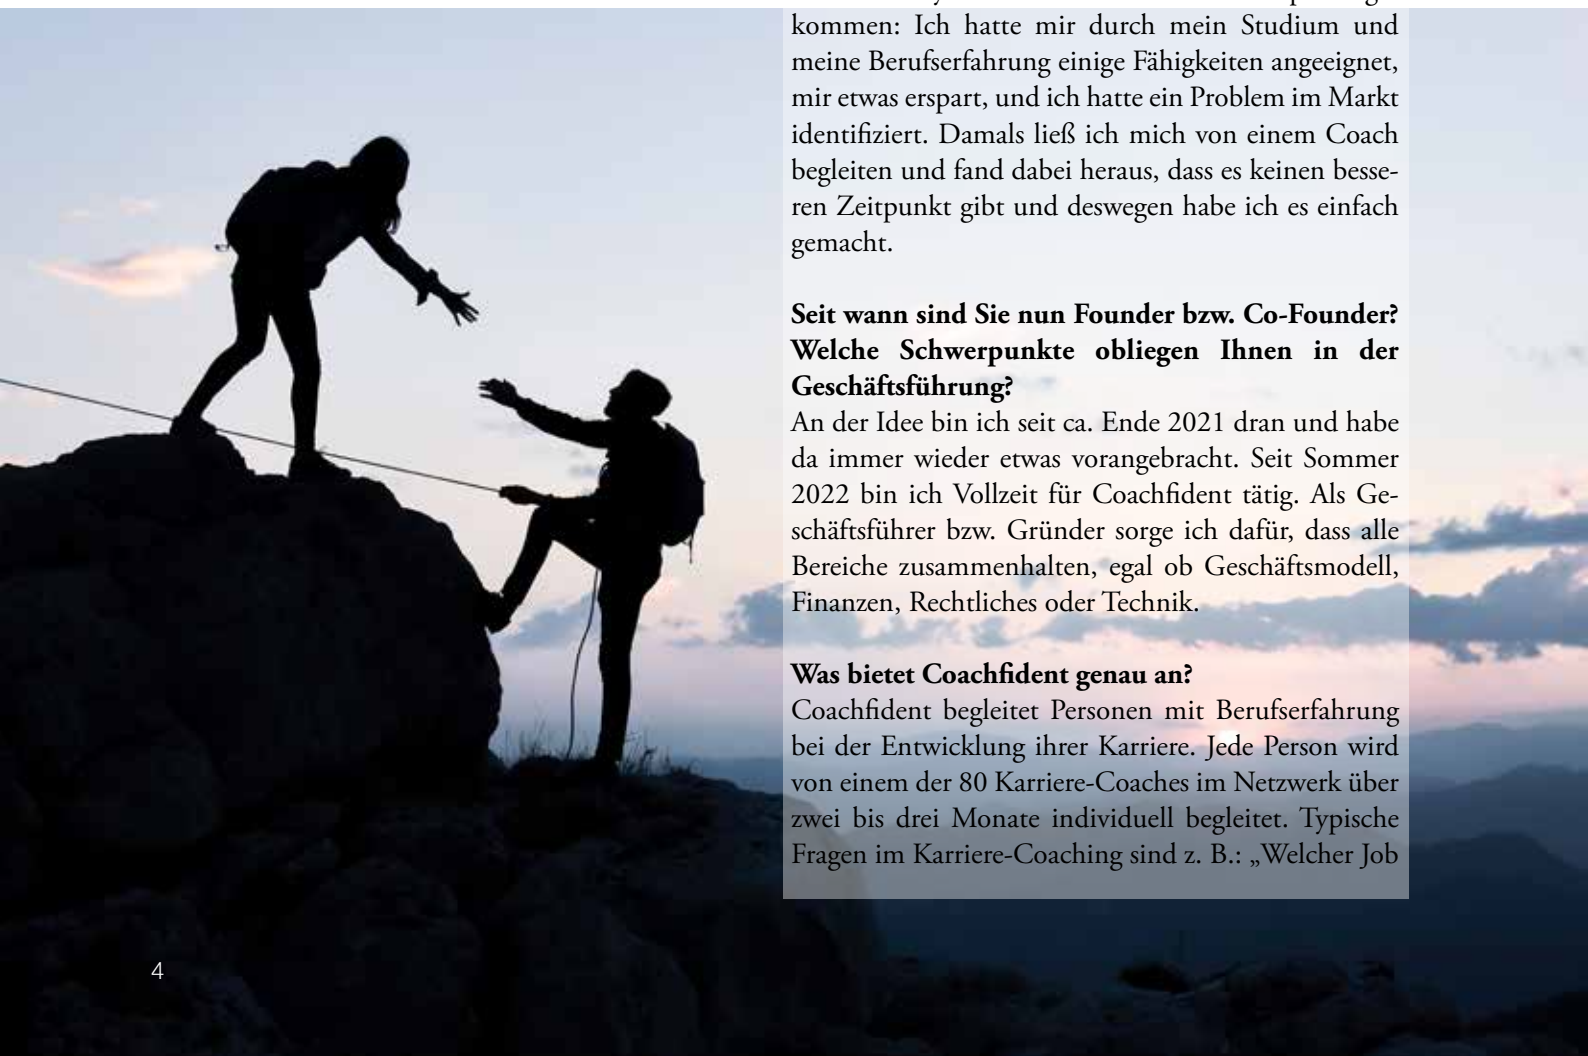 kommen: Ich hatte mir durch mein Studium und
meine Berufserfahrung einige Fähigkeiten angeeignet,
mir etwas erspart, und ich hatte ein Problem im Markt
identifiziert. Damals ließ ich mich von einem Coach
begleiten und fand dabei heraus, dass es keinen besse-
ren Zeitpunkt gibt und deswegen habe ich es einfach
gemacht.
Seit wann sind Sie nun Founder bzw. Co-Founder?
Welche Schwerpunkte obliegen Ihnen in der
Geschäftsführung?
An der Idee bin ich seit ca. Ende 2021 dran und habe
da immer wieder etwas vorangebracht. Seit Sommer
2022 bin ich Vollzeit für Coachfident tätig. Als Ge-
schäftsführer bzw. Gründer sorge ich dafür, dass alle
Bereiche zusammenhalten, egal ob Geschäftsmodell,
Finanzen, Rechtliches oder Technik.
Was bietet Coachfident genau an?
Coachfident begleitet Personen mit Berufserfahrung
bei der Entwicklung ihrer Karriere. Jede Person wird
von einem der 80 Karriere-Coaches im Netzwerk über
zwei bis drei Monate individuell begleitet. Typische
Fragen im Karriere-Coaching sind z. B.: „Welcher Job
4